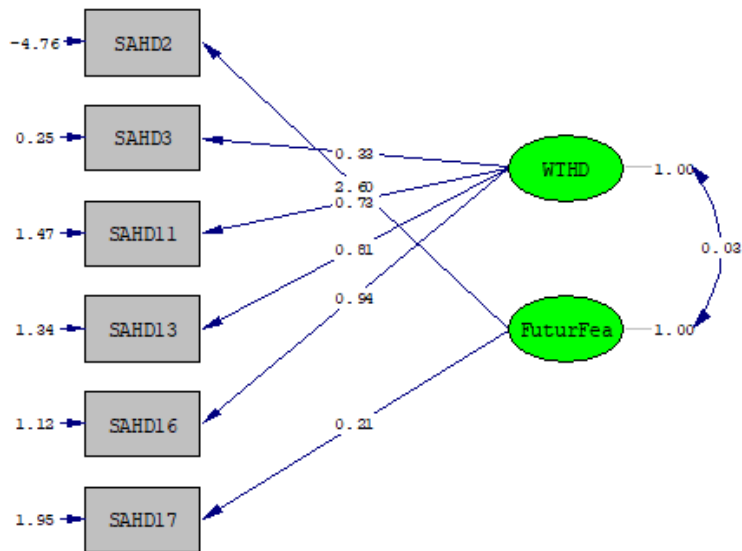 -4.76 SAHD2
0.25 SAHD3
1.47 SAHD11
1.34 SAHD13
1.12 SAHD16
1.95 SAHD17
0.33
2.60
0.73
0.81
0.94
0.21
WTHD 1.00
FuturFea 1.00
0.03